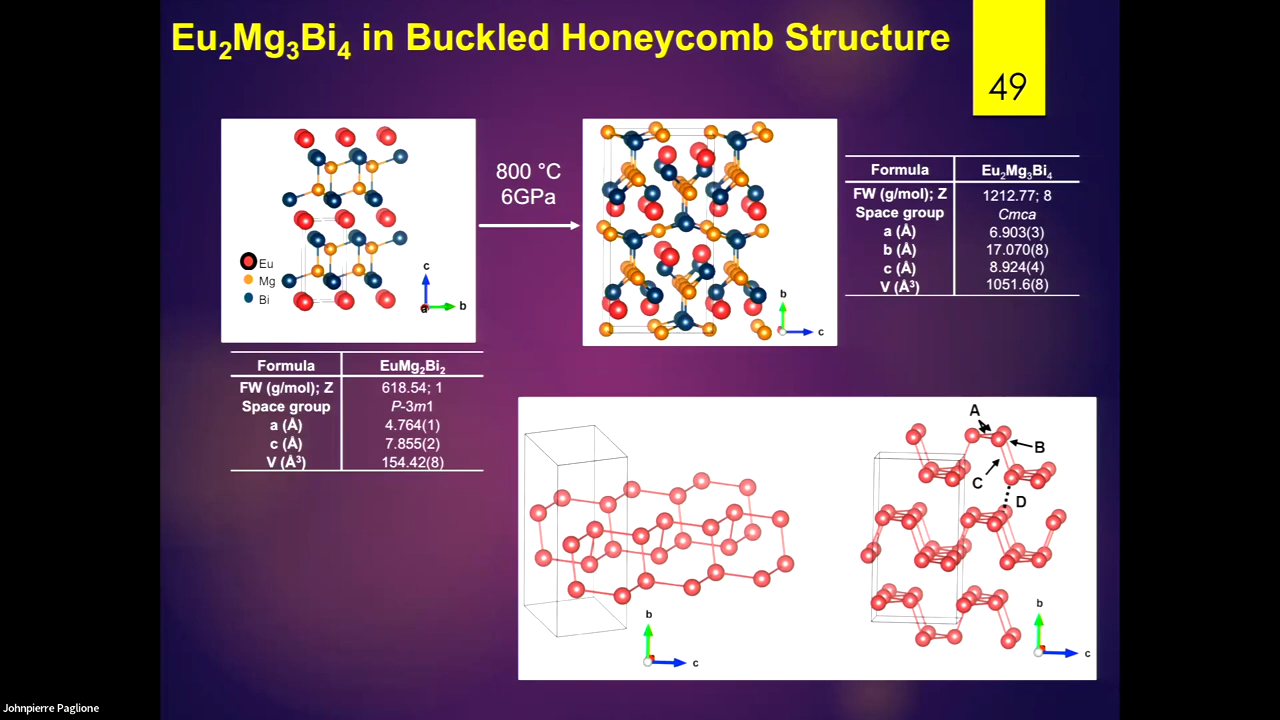 Eu₂Mg₃Bi₄ in Buckled Honeycomb Structure
49
800 °C
6GPa
Eu
Mg
Bi
c
b
a
b
c
Formula Eu₂Mg₃Bi₄
FW (g/mol); Z 1212.77; 8
Space group Cmca
a (Å) 6.903(3)
b (Å) 17.070(8)
c (Å) 8.924(4)
V (Å³) 1051.6(8)
Formula EuMg₂Bi₂
FW (g/mol); Z 618.54; 1
Space group P-3m1
a (Å) 4.764(1)
c (Å) 7.855(2)
V (Å³) 154.42(8)
A
B
C
D
b
c
b
c
Johnpierre Paglione